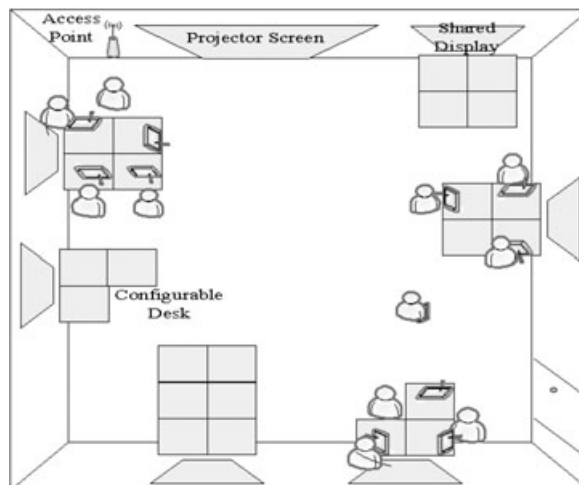 Access
Point
Projector Screen
Shared
Display
Configurable
Desk